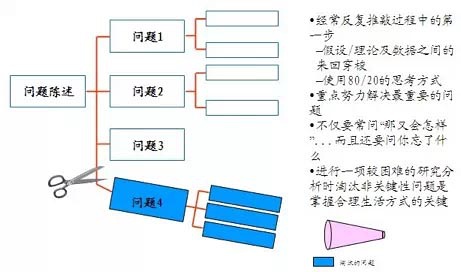 问题陈述
问题1
问题2
问题3
问题4
•经常反复推敲过程中的第
一步
–假设/理论及数据之间的
来回穿梭
–使用80/20的思考方式
•重点努力解决最重要的问
题
•不仅要常问“那又会怎样
”...而且还要问你忘了什
么
•进行一项较困难的研究分
析时淘汰非关键性问题是
掌握合理生活方式的关键
淘汰的问题